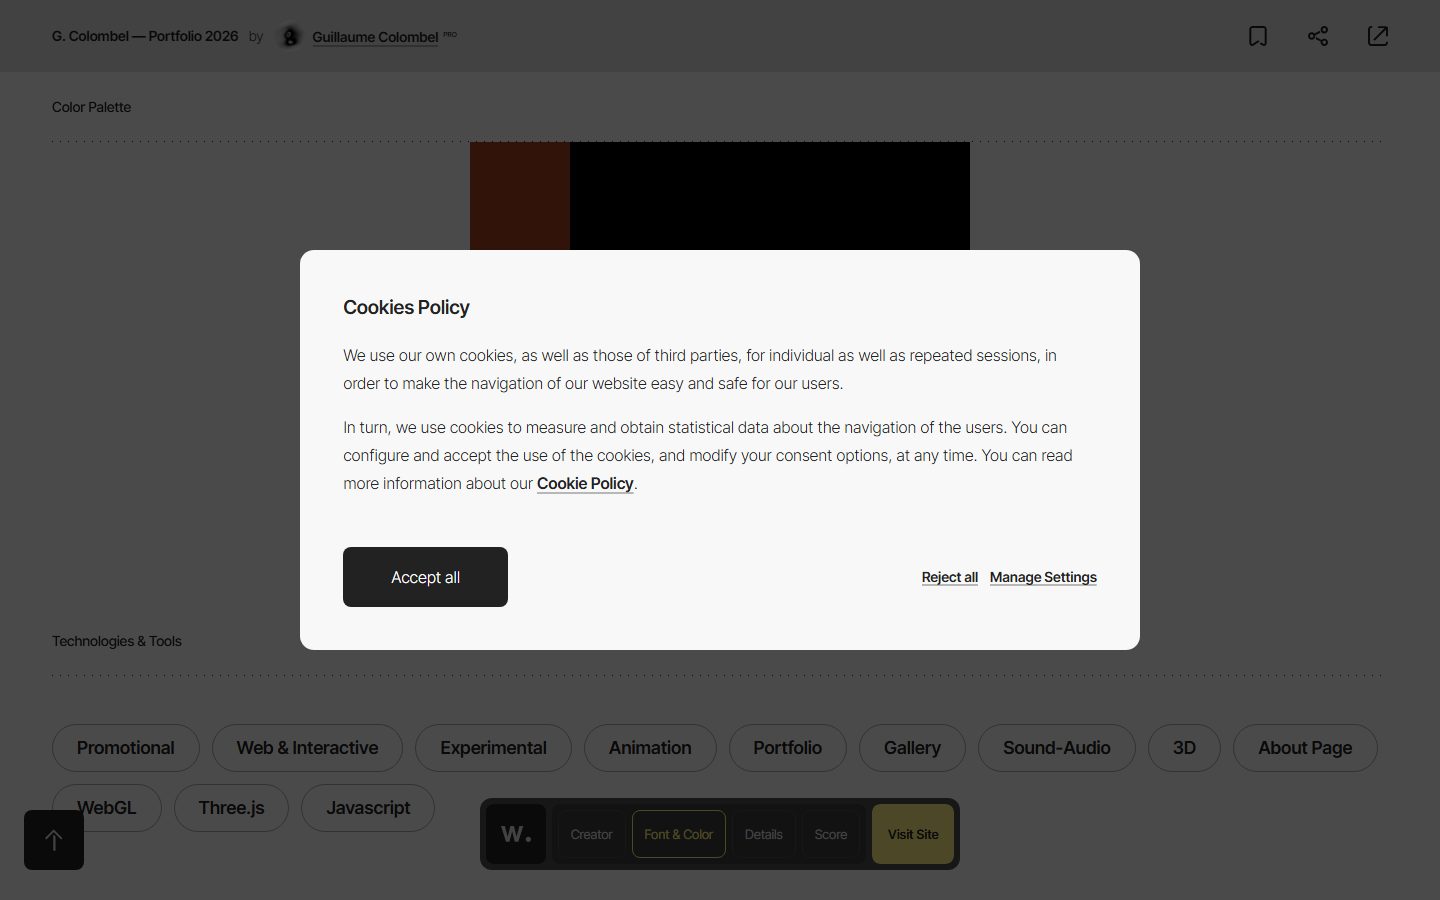 G. Colombel — Portfolio 2026 by Guillaume Colombel PRO
Color Palette
Cookies Policy
We use our own cookies, as well as those of third parties, for individual as well as repeated sessions, in
order to make the navigation of our website easy and safe for our users.
In turn, we use cookies to measure and obtain statistical data about the navigation of the users. You can
configure and accept the use of the cookies, and modify your consent options, at any time. You can read
more information about our Cookie Policy.
Accept all
Reject all Manage Settings
Technologies & Tools
Promotional Web & Interactive Experimental Animation Portfolio Gallery Sound-Audio 3D About Page
WebGL Three.js Javascript
W. Creator Font & Color Details Score Visit Site